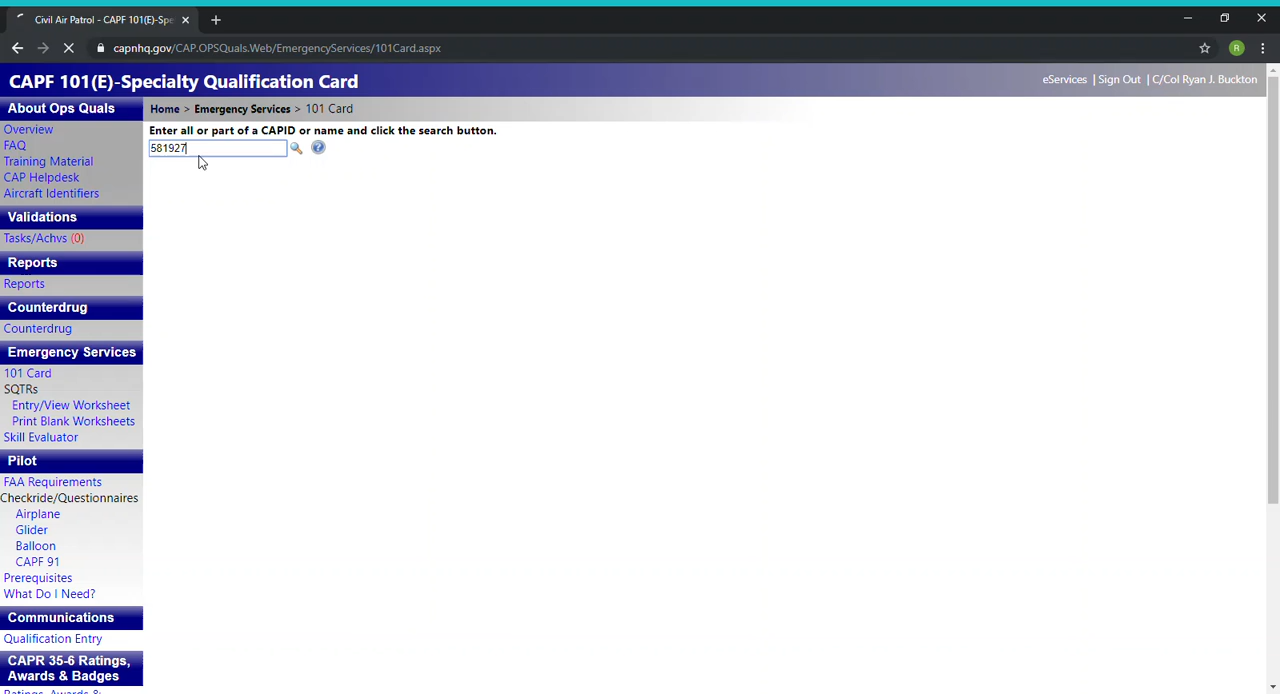 Civil Air Patrol - CAPF 101(E)-Spe
capnhq.gov/CAP.OPSQuals.Web/EmergencyServices/101Card.aspx
R
CAPF 101(E)-Specialty Qualification Card
eServices | Sign Out | C/Col Ryan J. Buckton
About Ops Quals
Overview
FAQ
Training Material
CAP Helpdesk
Aircraft Identifiers
Validations
Tasks/Achvs (0)
Reports
Reports
Counterdrug
Counterdrug
Emergency Services
101 Card
SQTRs
Entry/View Worksheet
Print Blank Worksheets
Skill Evaluator
Pilot
FAA Requirements
Checkride/Questionnaires
Airplane
Glider
Balloon
CAPF 91
Prerequisites
What Do I Need?
Communications
Qualification Entry
CAPR 35-6 Ratings,
Awards & Badges
Ratings, Awards &
Home > Emergency Services > 101 Card
Enter all or part of a CAPID or name and click the search button.
581927
?